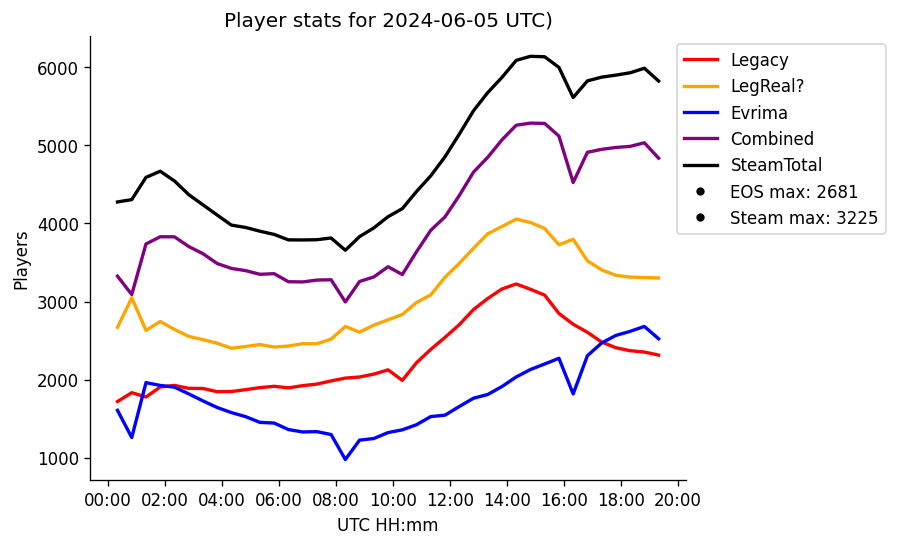 Player stats for 2024-06-05 UTC)
Legacy
LegReal?
Evrima
Combined
SteamTotal
EOS max: 2681
Steam max: 3225
Players
6000
5000
4000
3000
2000
1000
00:00 02:00 04:00 06:00 08:00 10:00 12:00 14:00 16:00 18:00 20:00
UTC HH:mm